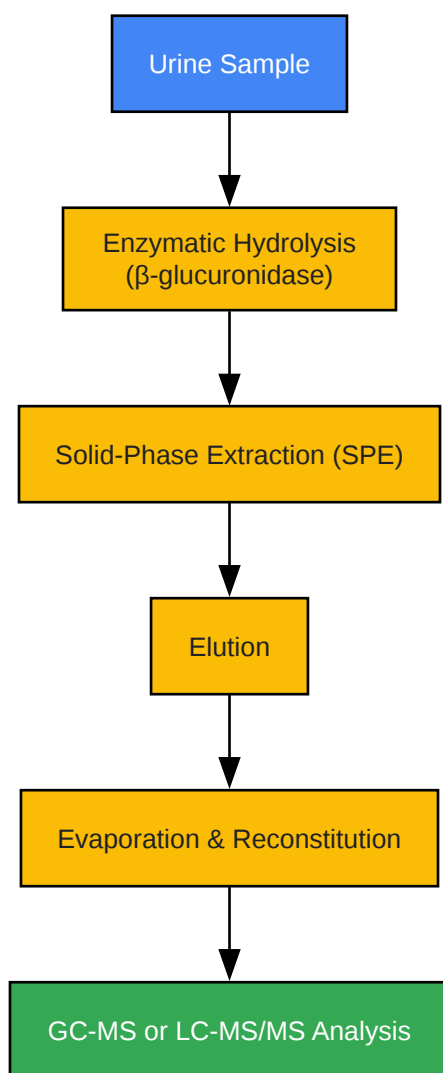 Urine Sample
Enzymatic Hydrolysis
(β-glucuronidase)
Solid-Phase Extraction (SPE)
Elution
Evaporation & Reconstitution
GC-MS or LC-MS/MS Analysis